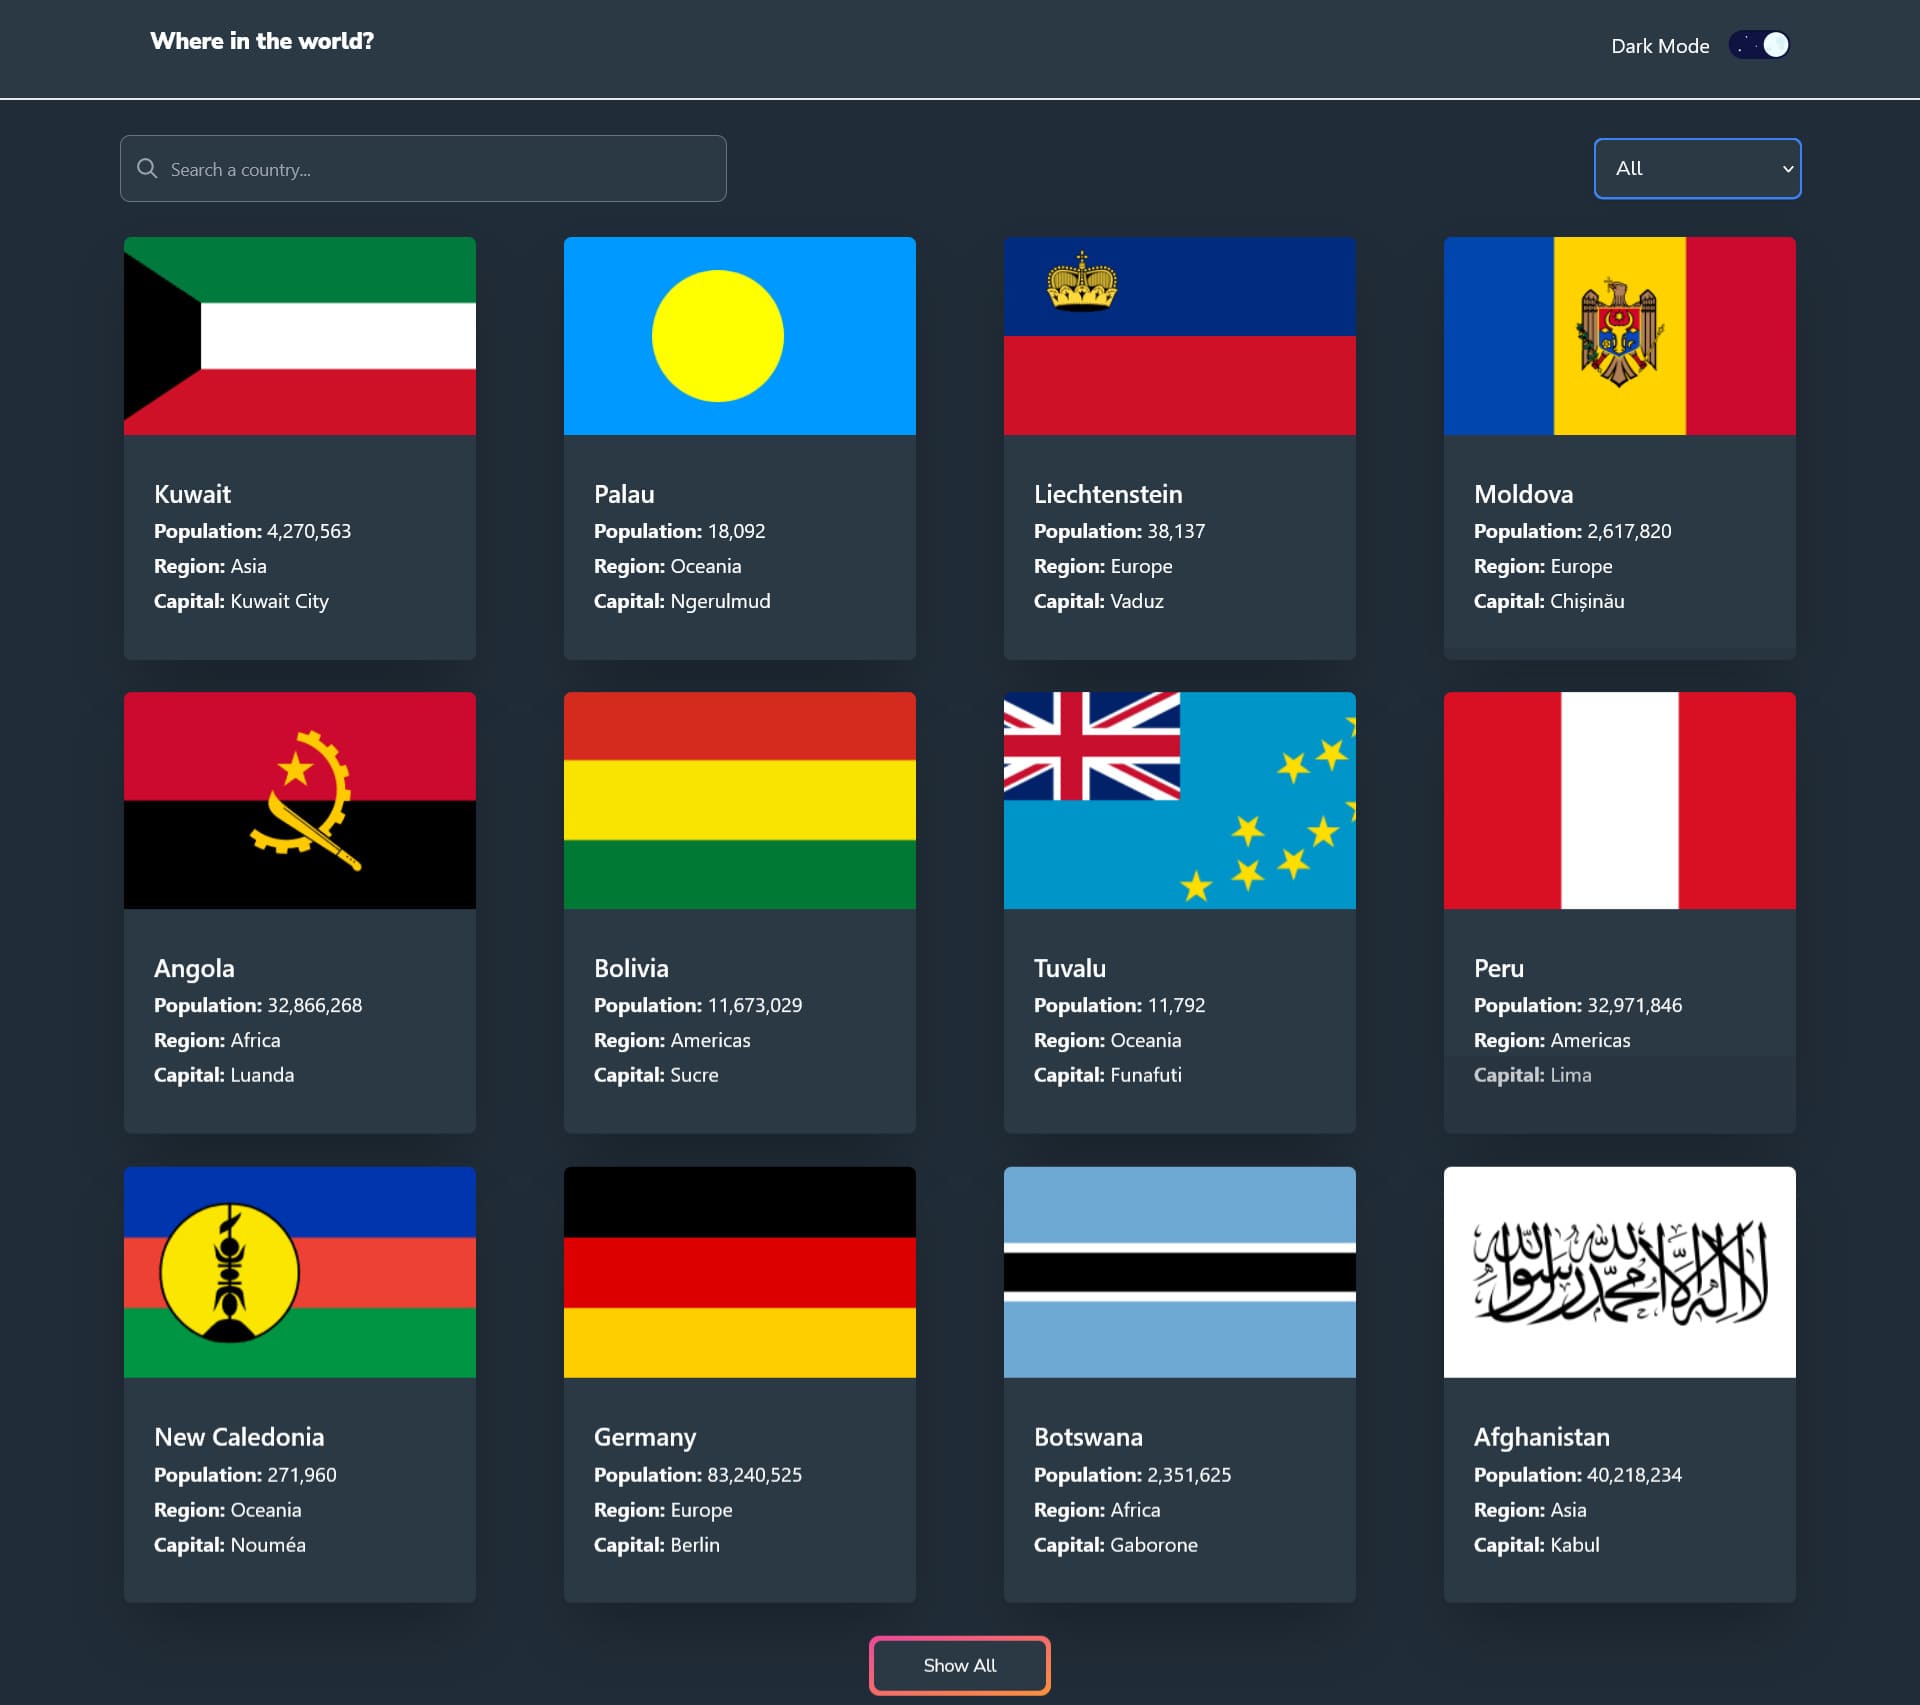 Where in the world?
Dark Mode
Search a country...
All
Kuwait
Population: 4,270,563
Region: Asia
Capital: Kuwait City
Palau
Population: 18,092
Region: Oceania
Capital: Ngerulmud
Liechtenstein
Population: 38,137
Region: Europe
Capital: Vaduz
Moldova
Population: 2,617,820
Region: Europe
Capital: Chișinău
Angola
Population: 32,866,268
Region: Africa
Capital: Luanda
Bolivia
Population: 11,673,029
Region: Americas
Capital: Sucre
Tuvalu
Population: 11,792
Region: Oceania
Capital: Funafuti
Peru
Population: 32,971,846
Region: Americas
Capital: Lima
New Caledonia
Population: 271,960
Region: Oceania
Capital: Nouméa
Germany
Population: 83,240,525
Region: Europe
Capital: Berlin
Botswana
Population: 2,351,625
Region: Africa
Capital: Gaborone
لا إله إلا الله محمد رسول الله
Afghanistan
Population: 40,218,234
Region: Asia
Capital: Kabul
Show All